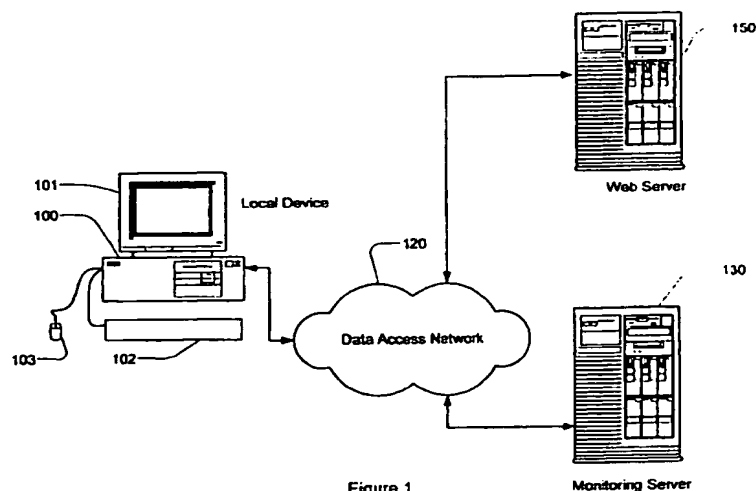 150
Web Server
101
Local Device
100
120
130
Data Access Network
103
102
Figure 1
Monitoring Server